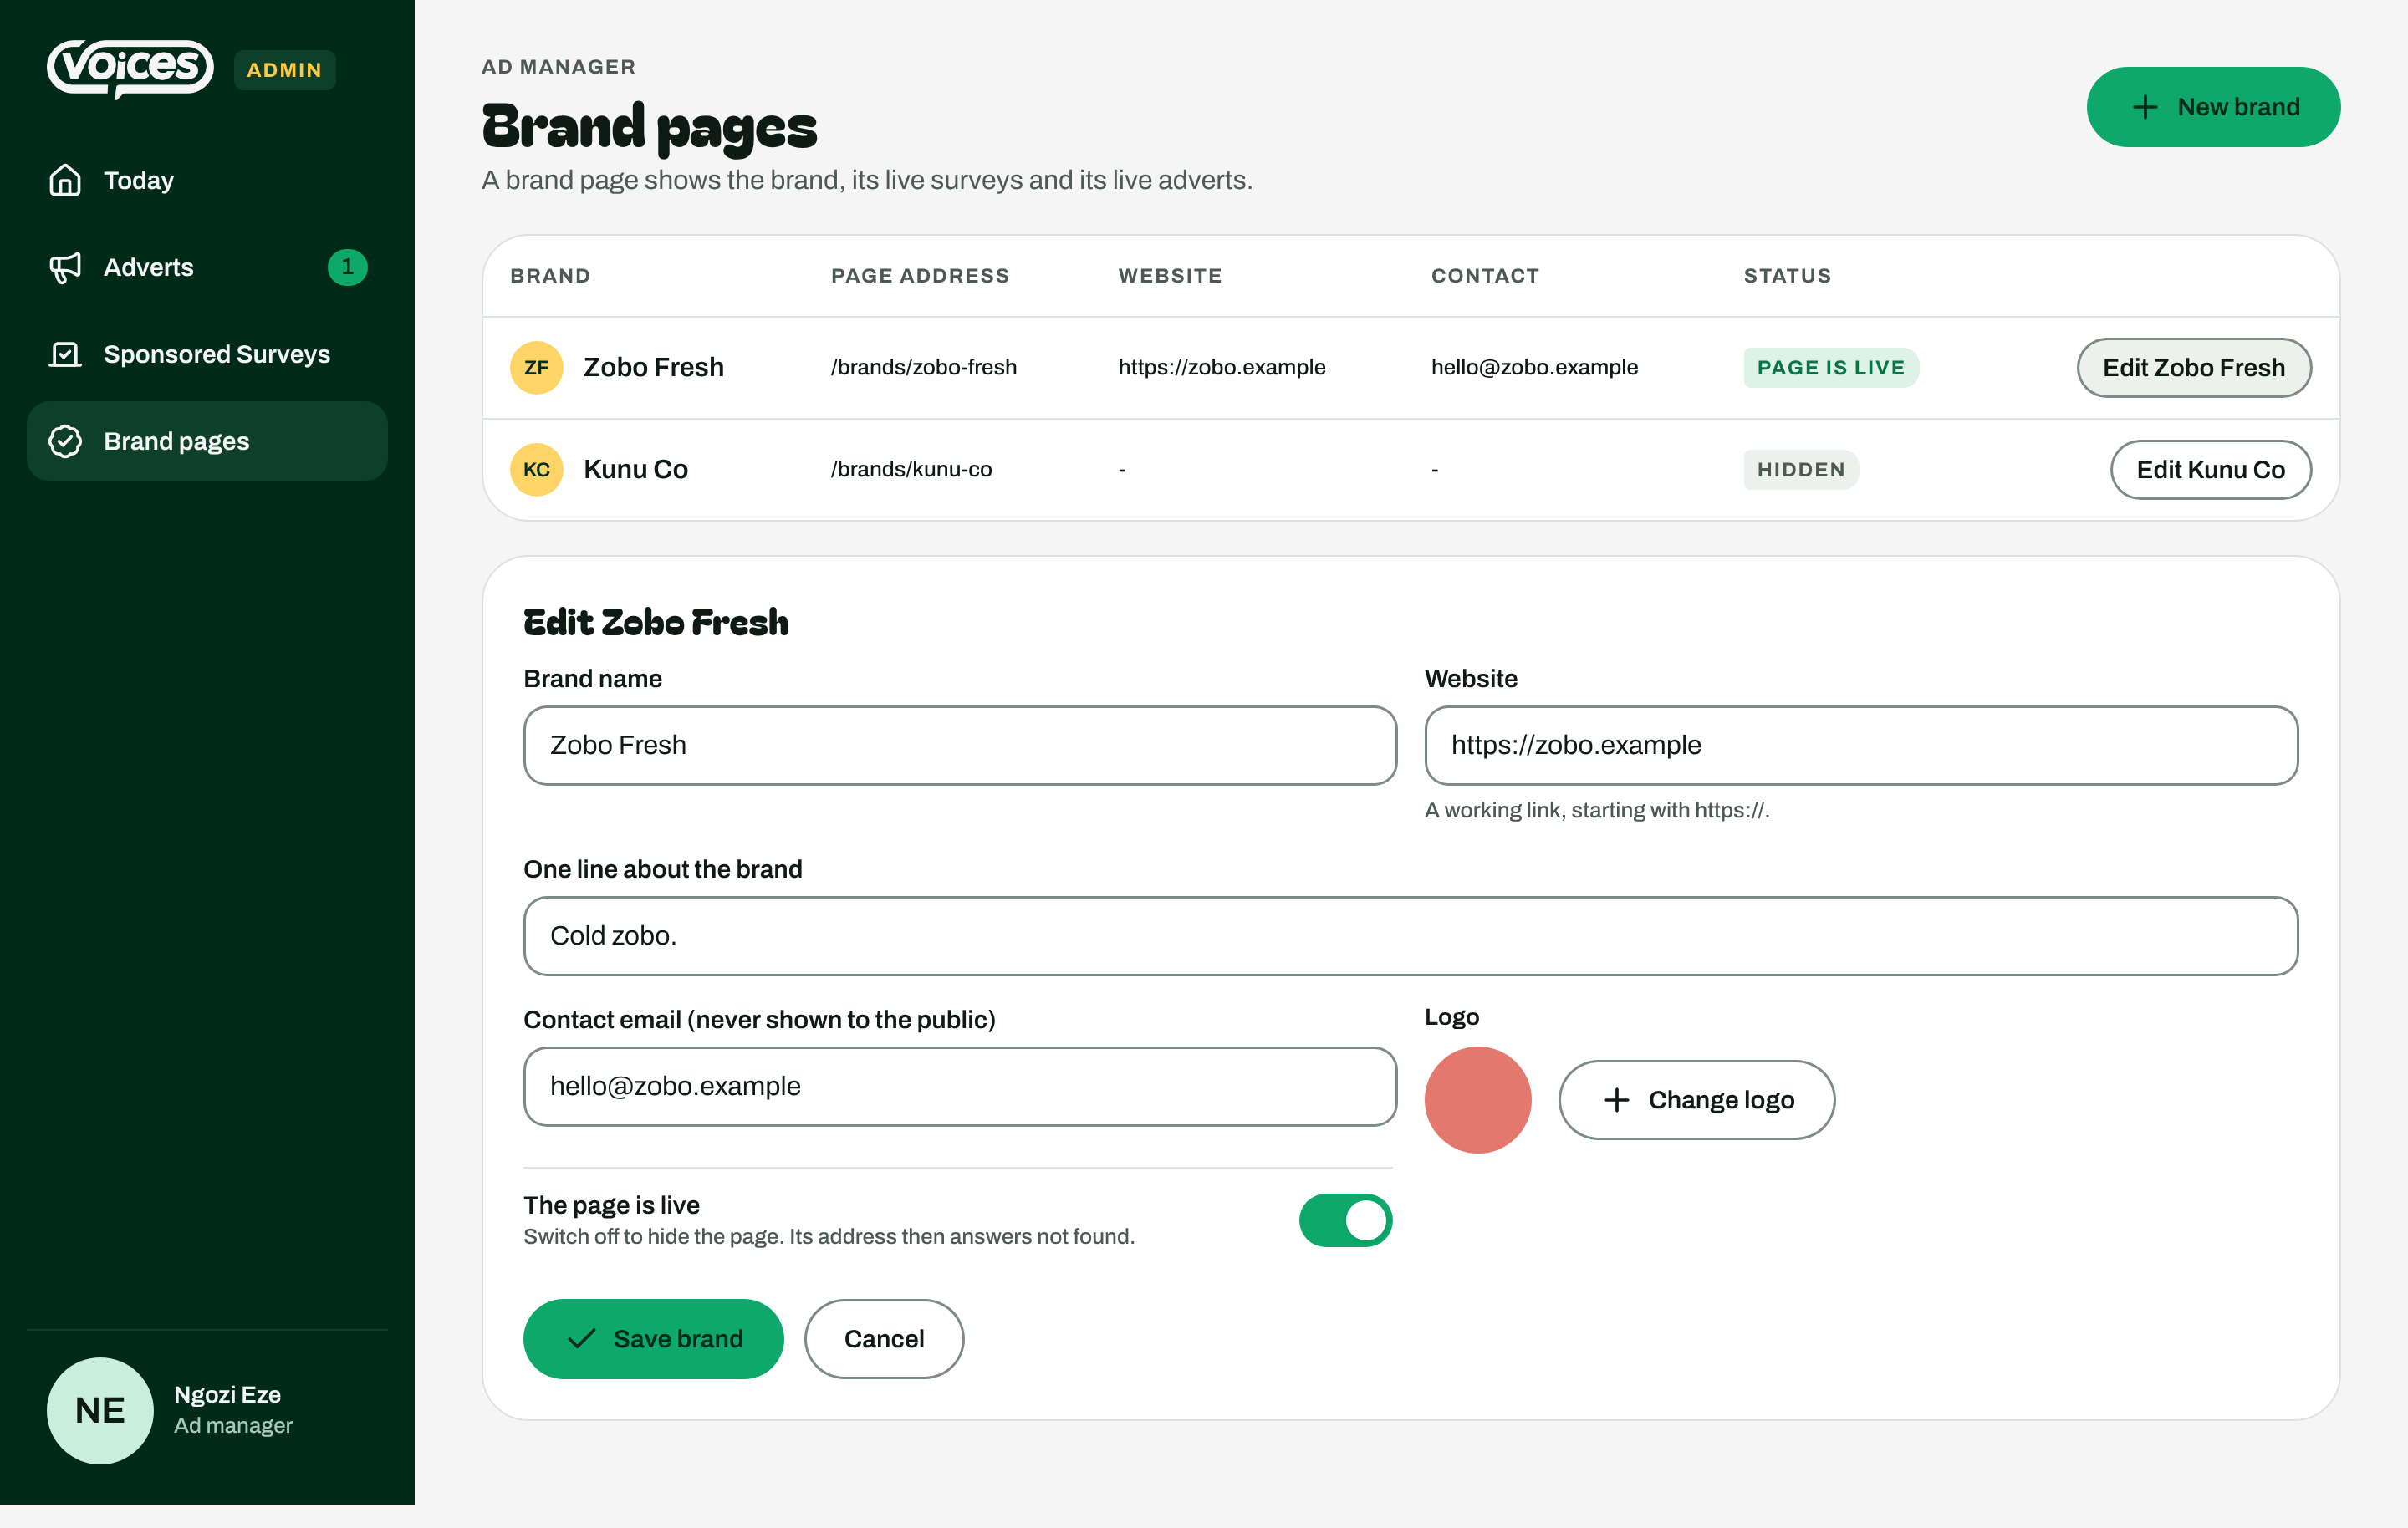 Voices
ADMIN
Today
Adverts
1
Sponsored Surveys
Brand pages
NE
Ngozi Eze
Ad manager
AD MANAGER
Brand pages
A brand page shows the brand, its live surveys and its live adverts.
New brand
BRAND PAGE ADDRESS WEBSITE CONTACT STATUS
ZF Zobo Fresh /brands/zobo-fresh https://zobo.example hello@zobo.example PAGE IS LIVE Edit Zobo Fresh
KC Kunu Co /brands/kunu-co - - HIDDEN Edit Kunu Co
Edit Zobo Fresh
Brand name
Zobo Fresh
Website
https://zobo.example
A working link, starting with https://.
One line about the brand
Cold zobo.
Contact email (never shown to the public)
hello@zobo.example
Logo
Change logo
The page is live
Switch off to hide the page. Its address then answers not found.
Save brand
Cancel